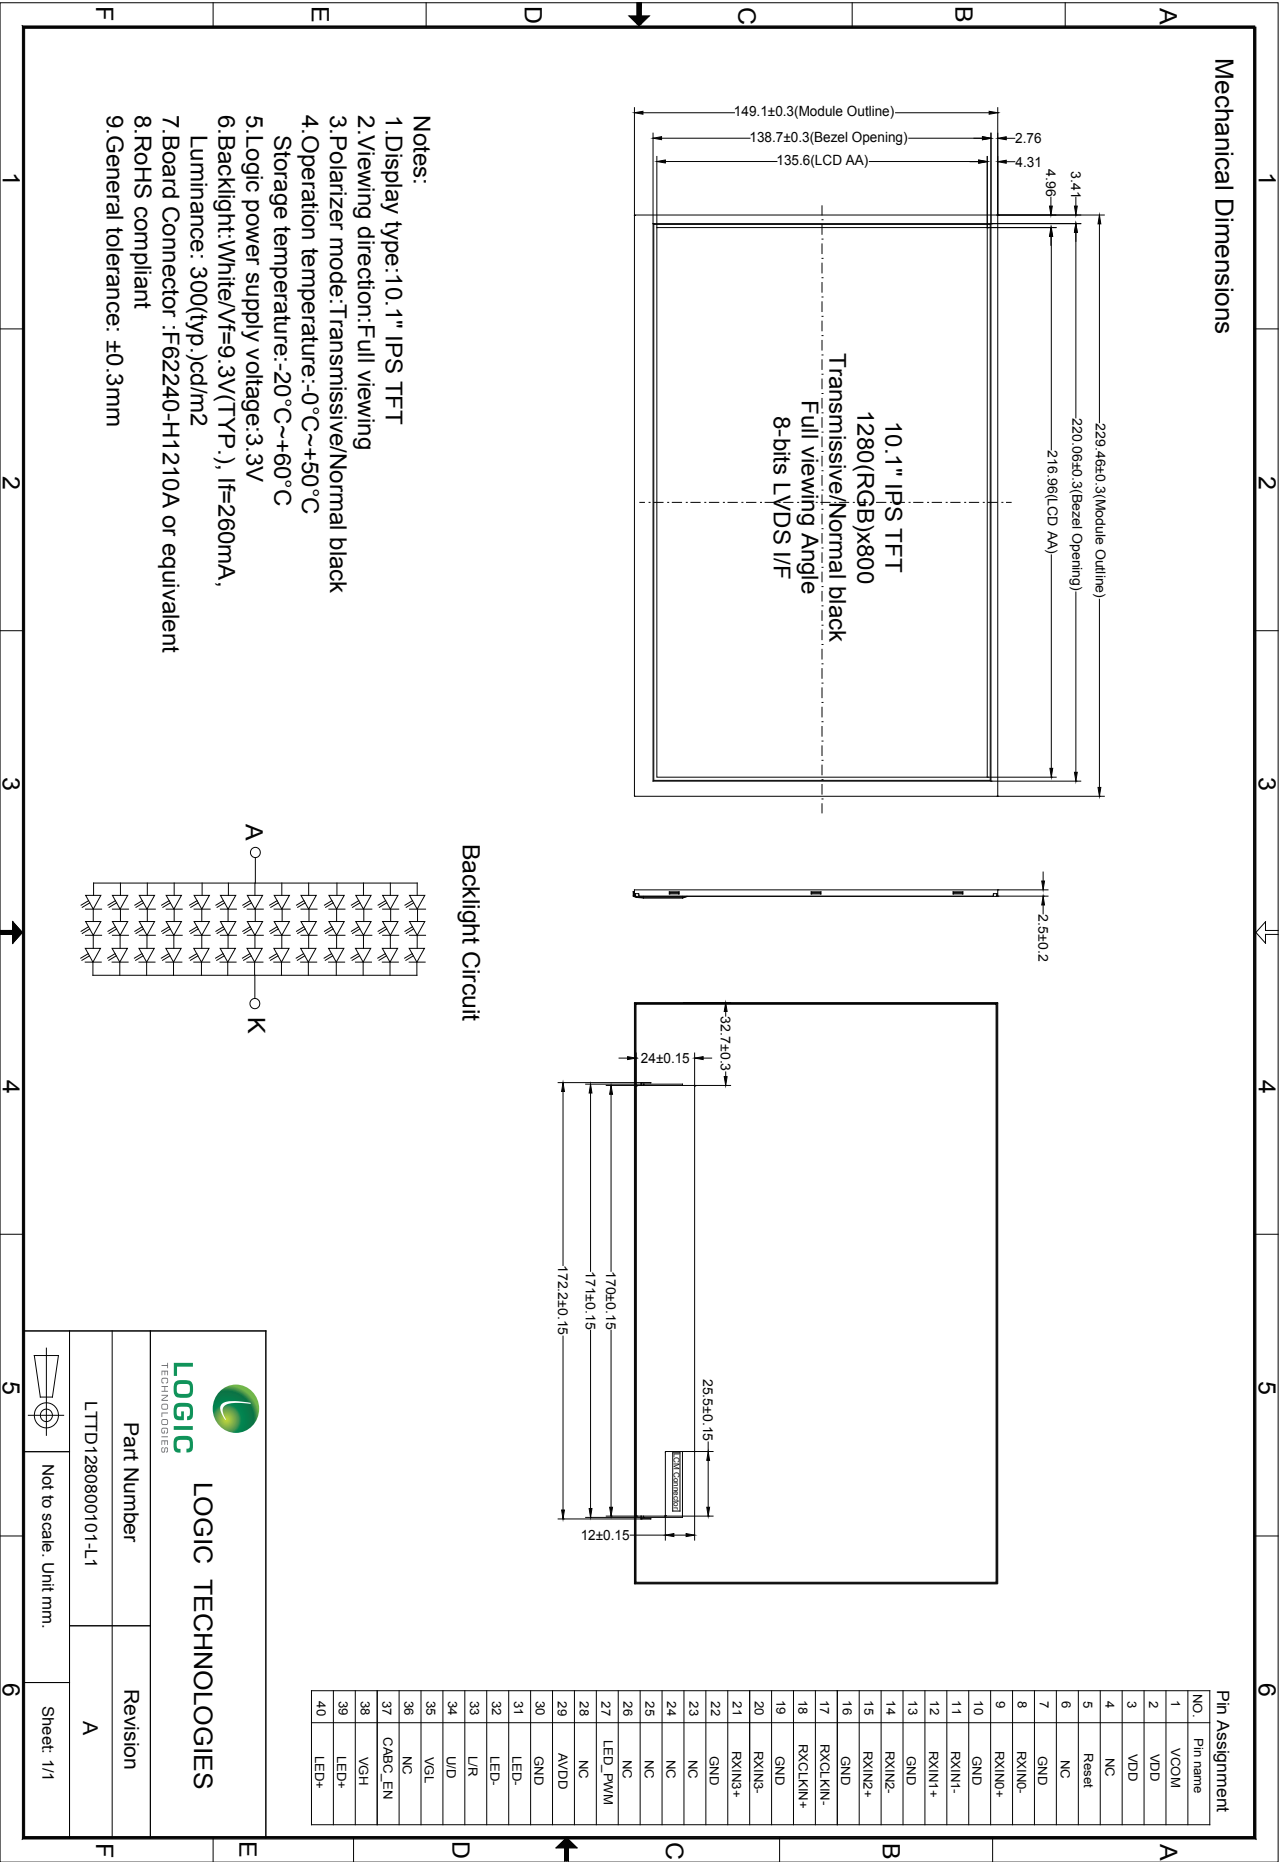 Mechanical Dimensions
1
2
3
4
5
6
A
B
C
D
E
F
229.46±0.3(Module Outline)
220.06±0.3(Bezel Opening)
216.96(LCD AA)
3.41
4.96
2.76
4.31
149.1±0.3(Module Outline)
138.7±0.3(Bezel Opening)
135.6(LCD AA)
10.1" IPS TFT
1280(RGB)x800
Transmissive/Normal black
Full viewing Angle
8-bits LVDS I/F
2.5±0.2
32.7±0.3
24±0.15
25.5±0.15
LCM Connector
12±0.15
170±0.15
171±0.15
172.2±0.15
Pin Assignment
NO. Pin name
1 VCOM
2 VDD
3 VDD
4 NC
5 Reset
6 NC
7 GND
8 RXIN0-
9 RXIN0+
10 GND
11 RXIN1-
12 RXIN1+
13 GND
14 RXIN2-
15 RXIN2+
16 GND
17 RXCLKIN-
18 RXCLKIN+
19 GND
20 RXIN3-
21 RXIN3+
22 GND
23 NC
24 NC
25 NC
26 NC
27 LED_PWM
28 NC
29 AVDD
30 GND
31 LED-
32 LED-
33 L/R
34 U/D
35 VGL
36 NC
37 CABC_EN
38 VGH
39 LED+
40 LED+
Notes:
1.Display type:10.1" IPS TFT
2.Viewing direction:Full viewing
3.Polarizer mode:Transmissive/Normal black
4.Operation temperature:-0°C~+50°C
Storage temperature:-20°C~+60°C
5.Logic power supply voltage:3.3V
6.Backlight:White/Vf=9.3V(TYP.), If=260mA,
Luminance: 300(typ.)cd/m2
7.Board Connector :F62240-H1210A or equivalent
8.RoHS compliant
9.General tolerance: ±0.3mm
Backlight Circuit
A
K
LOGIC
TECHNOLOGIES
LOGIC TECHNOLOGIES
Part Number
Revision
LTTD1280800101-L1
A
Not to scale. Unit mm.
Sheet: 1/1
1
2
3
4
5
6
A
B
C
D
E
F